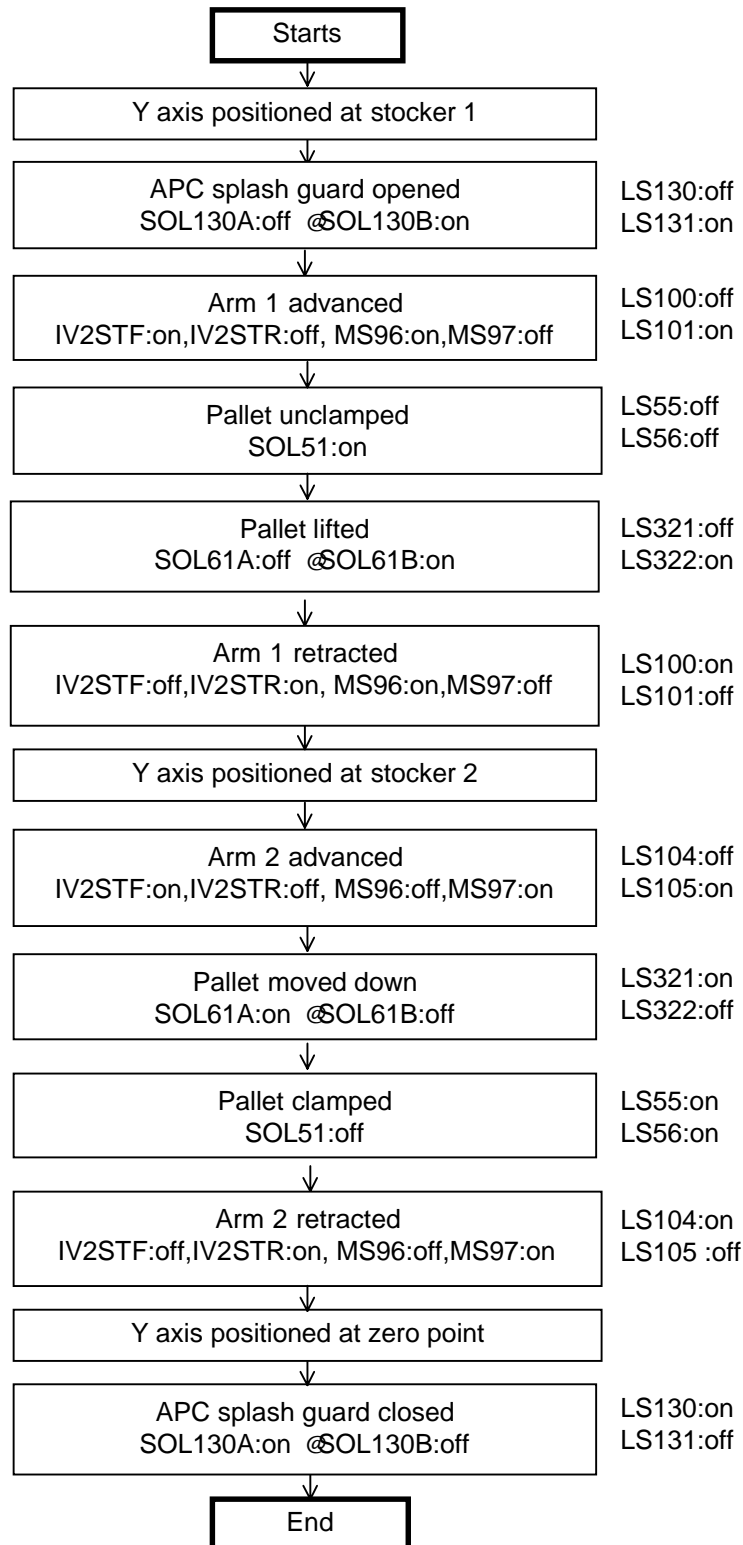 Starts
Y axis positioned at stocker 1
APC splash guard opened
SOL130A:off @SOL130B:on
LS130:off
LS131:on
Arm 1 advanced
IV2STF:on,IV2STR:off, MS96:on,MS97:off
LS100:off
LS101:on
Pallet unclamped
SOL51:on
LS55:off
LS56:off
Pallet lifted
SOL61A:off @SOL61B:on
LS321:off
LS322:on
Arm 1 retracted
IV2STF:off,IV2STR:on, MS96:on,MS97:off
LS100:on
LS101:off
Y axis positioned at stocker 2
Arm 2 advanced
IV2STF:on,IV2STR:off, MS96:off,MS97:on
LS104:off
LS105:on
Pallet moved down
SOL61A:on @SOL61B:off
LS321:on
LS322:off
Pallet clamped
SOL51:off
LS55:on
LS56:on
Arm 2 retracted
IV2STF:off,IV2STR:on, MS96:off,MS97:on
LS104:on
LS105 :off
Y axis positioned at zero point
APC splash guard closed
SOL130A:on @SOL130B:off
LS130:on
LS131:off
End